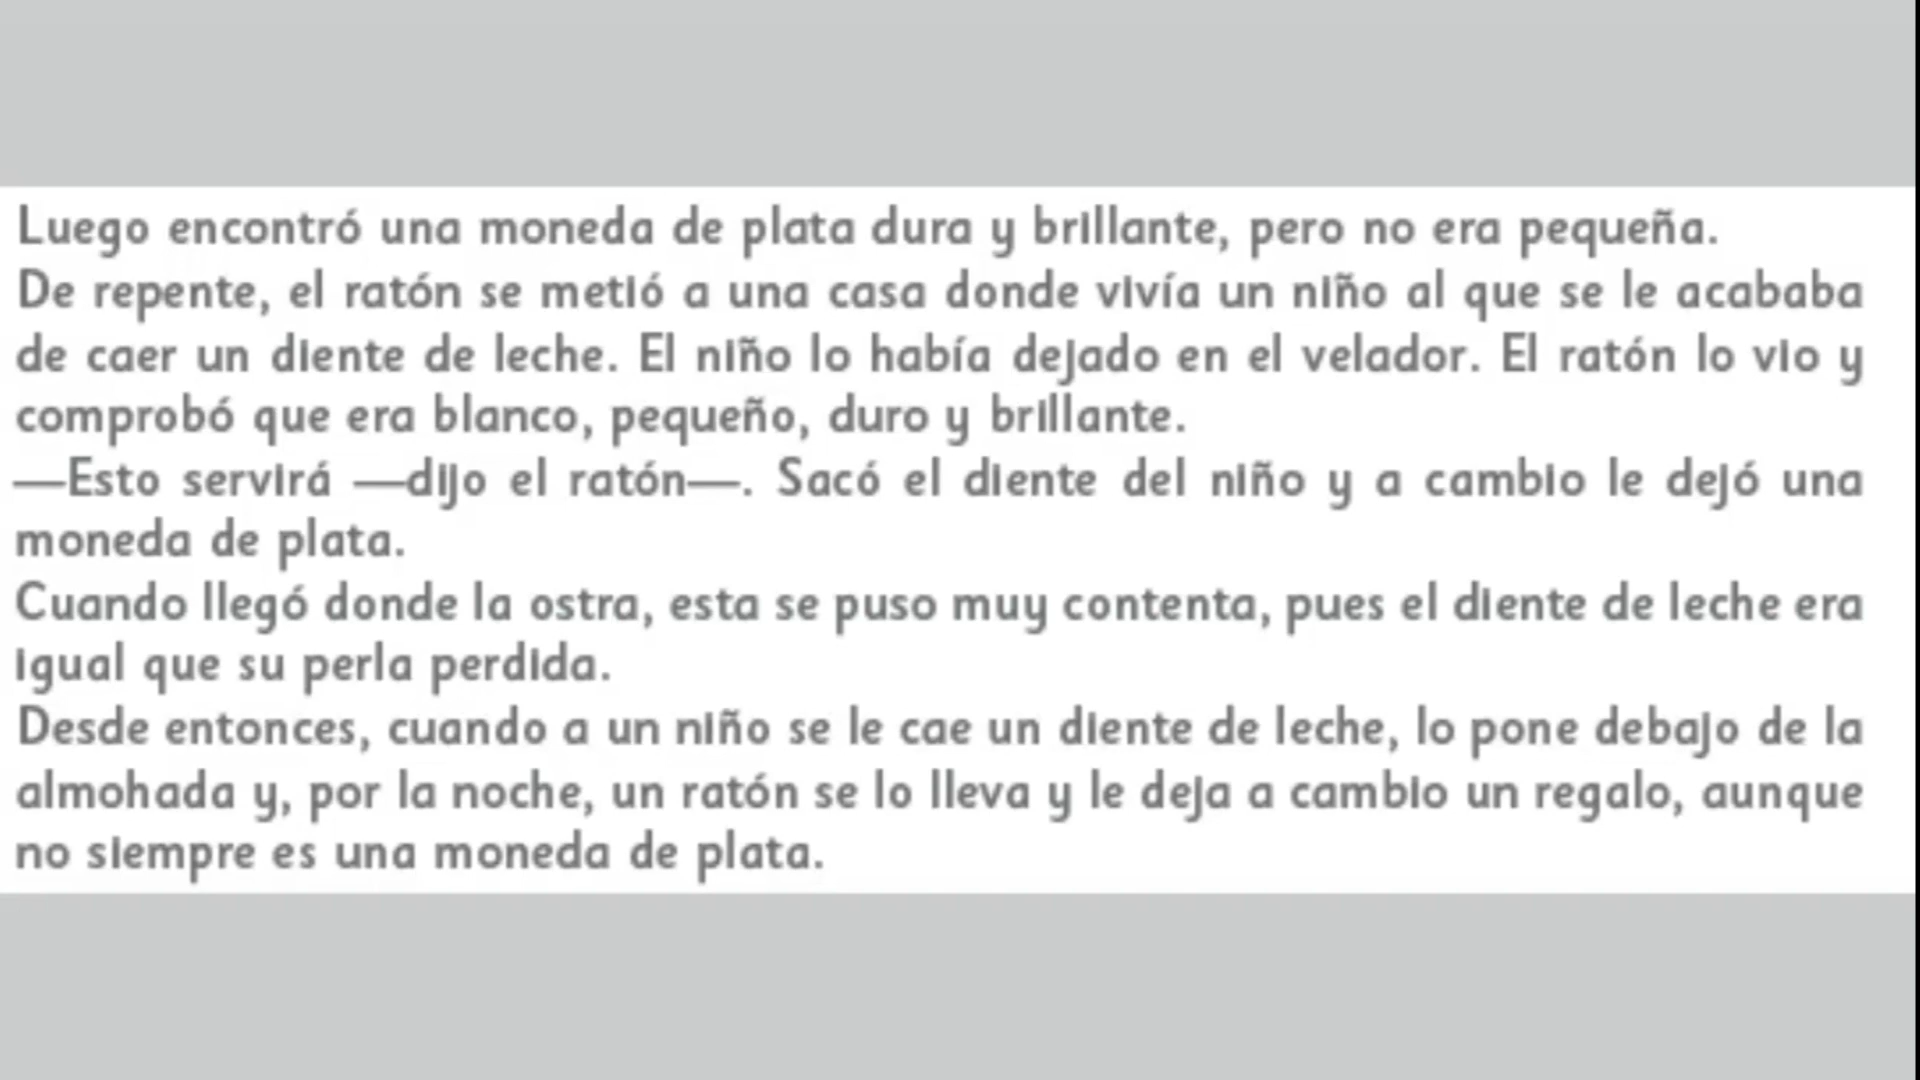 Luego encontró una moneda de plata dura y brillante, pero no era pequeña.
De repente, el ratón se metió a una casa donde vivía un niño al que se le acababa
de caer un diente de leche. El niño lo había dejado en el velador. El ratón lo vio y
comprobó que era blanco, pequeño, duro y brillante.
—Esto servirá —dijo el ratón—. Sacó el diente del niño y a cambio le dejó una
moneda de plata.
Cuando llegó donde la ostra, esta se puso muy contenta, pues el diente de leche era
igual que su perla perdida.
Desde entonces, cuando a un niño se le cae un diente de leche, lo pone debajo de la
almohada y, por la noche, un ratón se lo lleva y le deja a cambio un regalo, aunque
no siempre es una moneda de plata.